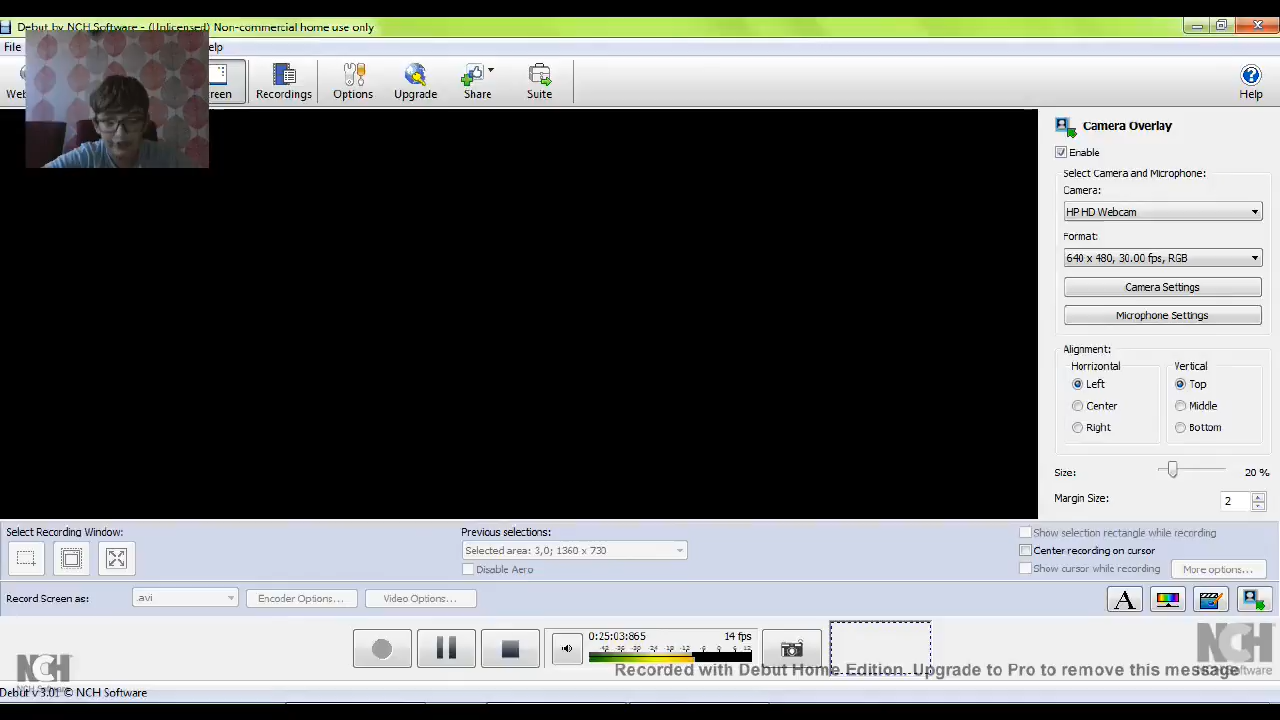 Debut by NCH Software - (Unlicensed) Non-commercial home use only
File
elp
Web
reen
Recordings
Options
Upgrade
Share
Suite
Help
Camera Overlay
Enable
Select Camera and Microphone:
Camera:
HP HD Webcam
Format:
640 x 480, 30.00 fps, RGB
Camera Settings
Microphone Settings
Alignment:
Horrizontal
Vertical
Left
Top
Center
Middle
Right
Bottom
Size:
20 %
Margin Size:
2
Select Recording Window:
Previous selections:
Selected area: 3,0; 1360 x 730
Disable Aero
Show selection rectangle while recording
Center recording on cursor
Show cursor while recording
More options...
Record Screen as:
.avi
Encoder Options...
Video Options...
A
0:25:03:865
14 fps
Recorded with Debut Home Edition. Upgrade to Pro to remove this message
NCH
NCH Software
NCH
NCH Software
Debut v 3.01 © NCH Software